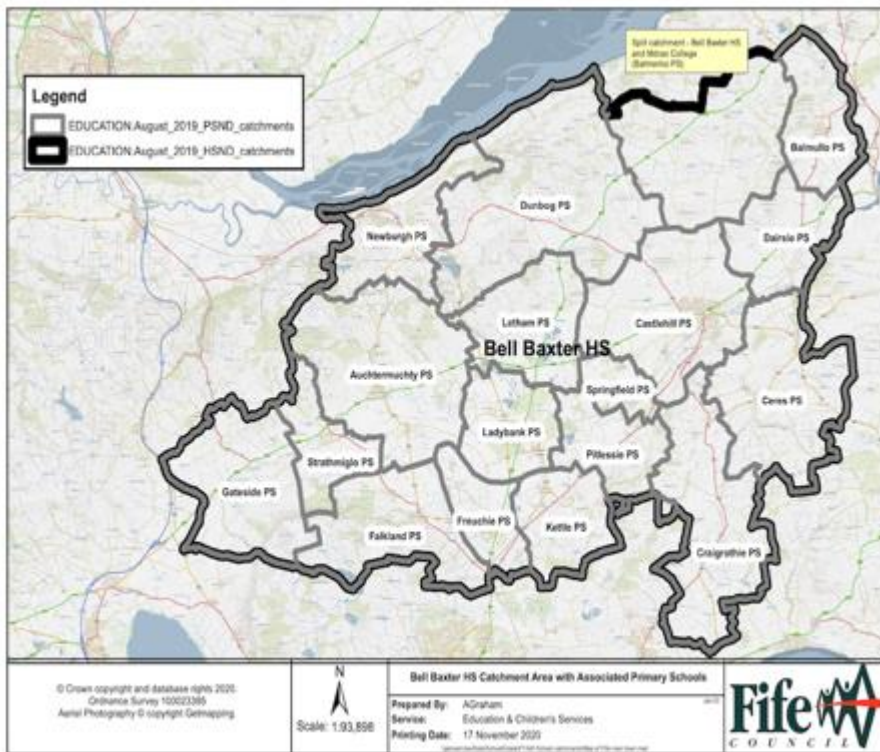 Split catchment - Bell Baxter HS
and Madras College
(Balmerino PS)
Legend
EDUCATION.August_2019_PSND_catchments
EDUCATION.August_2019_HSND_catchments
Balmullo PS
Dunbog PS
Newburgh PS
Dairsie PS
Letham PS
Castlehill PS
Bell Baxter HS
Auchtermuchty PS
Springfield PS
Ceres PS
Ladybank PS
Pitlessie PS
Strathmiglo PS
Gateside PS
Freuchie PS
Kettle PS
Falkland PS
Craigrothie PS
© Crown copyright and database rights 2020.
Ordnance Survey 100023385
Aerial Photography © copyright Getmapping
N
Scale: 1:93,898
Bell Baxter HS Catchment Area with Associated Primary Schools
Prepared By: AGraham
Service: Education & Children's Services
Printing Date: 17 November 2020
Fife
COUNCIL